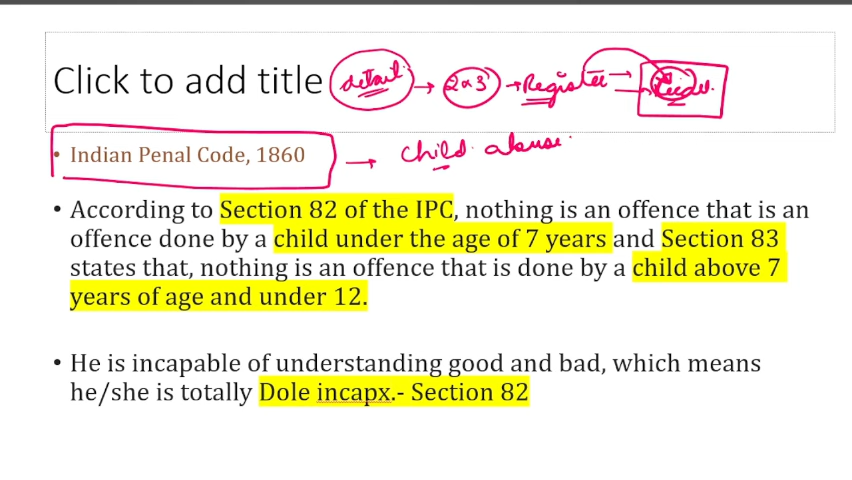 Click to add title detail → 2 → Register →
• Indian Penal Code, 1860 → child abuse
• According to Section 82 of the IPC, nothing is an offence that is an
offence done by a child under the age of 7 years and Section 83
states that, nothing is an offence that is done by a child above 7
years of age and under 12.
• He is incapable of understanding good and bad, which means
he/she is totally Dole incapx.- Section 82